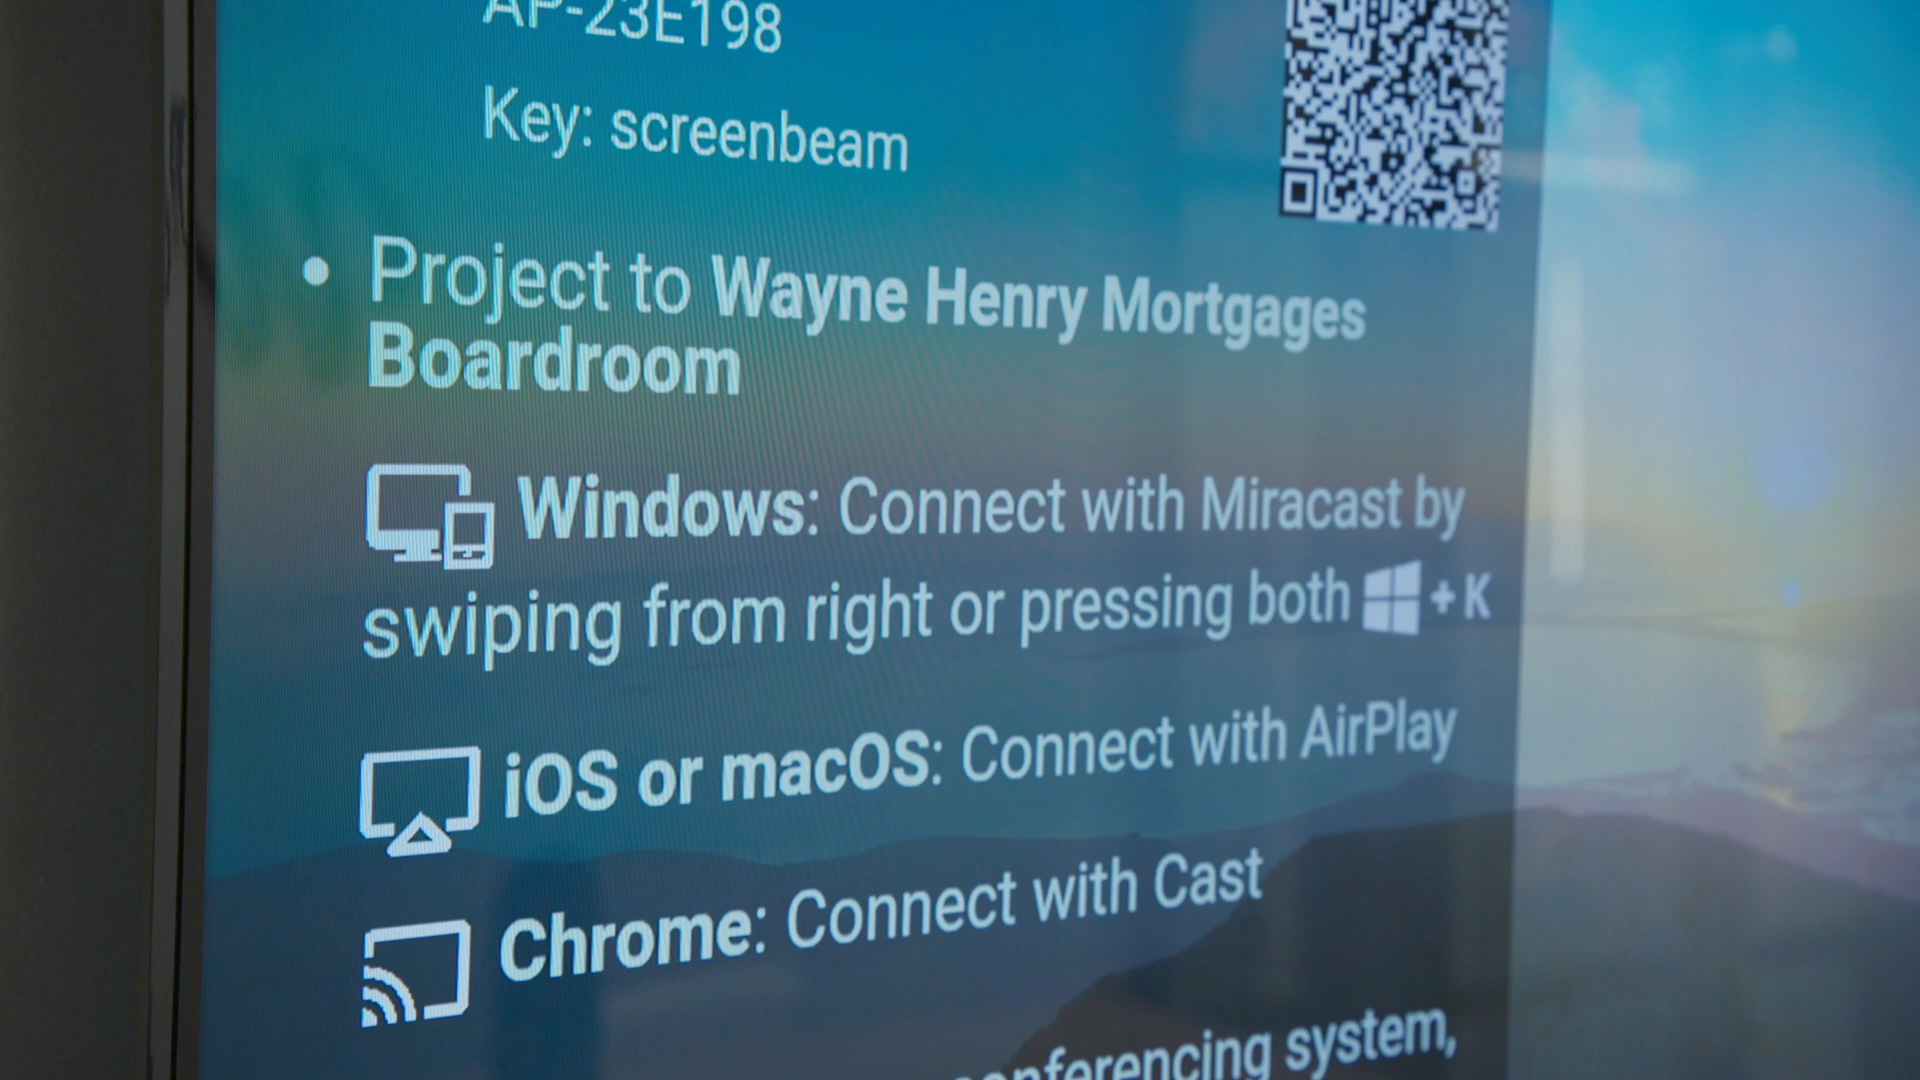 AP-23E198
Key: screenbeam
• Project to Wayne Henry Mortgages
Boardroom
Windows: Connect with Miracast by
swiping from right or pressing both + K
iOS or macOS: Connect with AirPlay
Chrome: Connect with Cast
system,